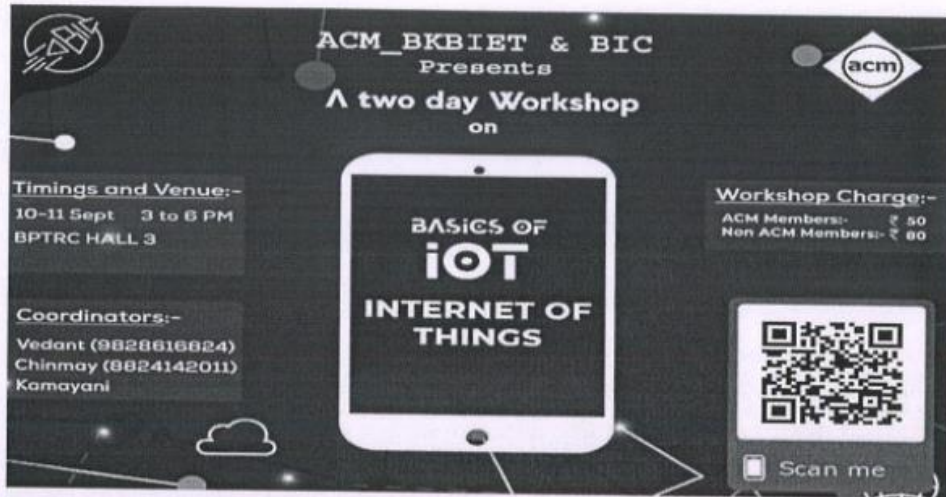 BIC
ACM_BKBIET & BIC
Presents
Λ two day Workshop
on
acm
Timings and Venue:-
10-11 Sept 3 to 6 PM
BPTRC HALL 3
Workshop Charge:-
ACM Members:- ₹ 50
Non ACM Members:- ₹ 80
BASiCS OF
iOT
INTERNET OF
THINGS
Coordinators:-
Vedant (9828616824)
Chinmay (8824142011)
Kamayani
Scan me